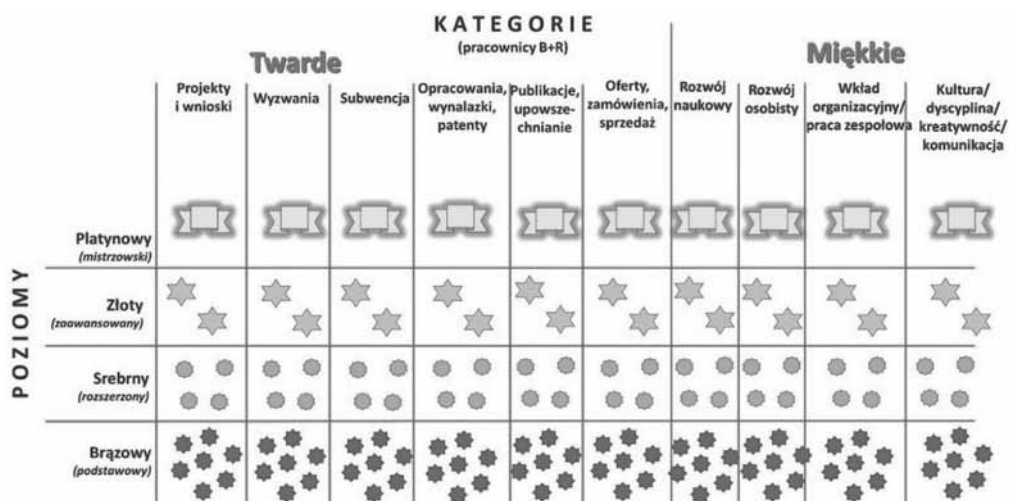 KATEGORIE
(pracownicy B+R)
Twarde
Miękkie
Projekty
i wnioski
Wyzwania
Subwencja
Opracowania,
wynalazki,
patenty
Publikacje,
upowsze-
chnianie
Oferty,
zamówienia,
sprzedaż
Rozwój
naukowy
Rozwój
osobisty
Wkład
organizacyjny/
praca zespołowa
Kultura/
dyscyplina/
kreatywność/
komunikacja
POZIOMY
Platynowy
(mistrzowski)
Złoty
(zaawansowany)
Srebrny
(rozszerzony)
Brązowy
(podstawowy)